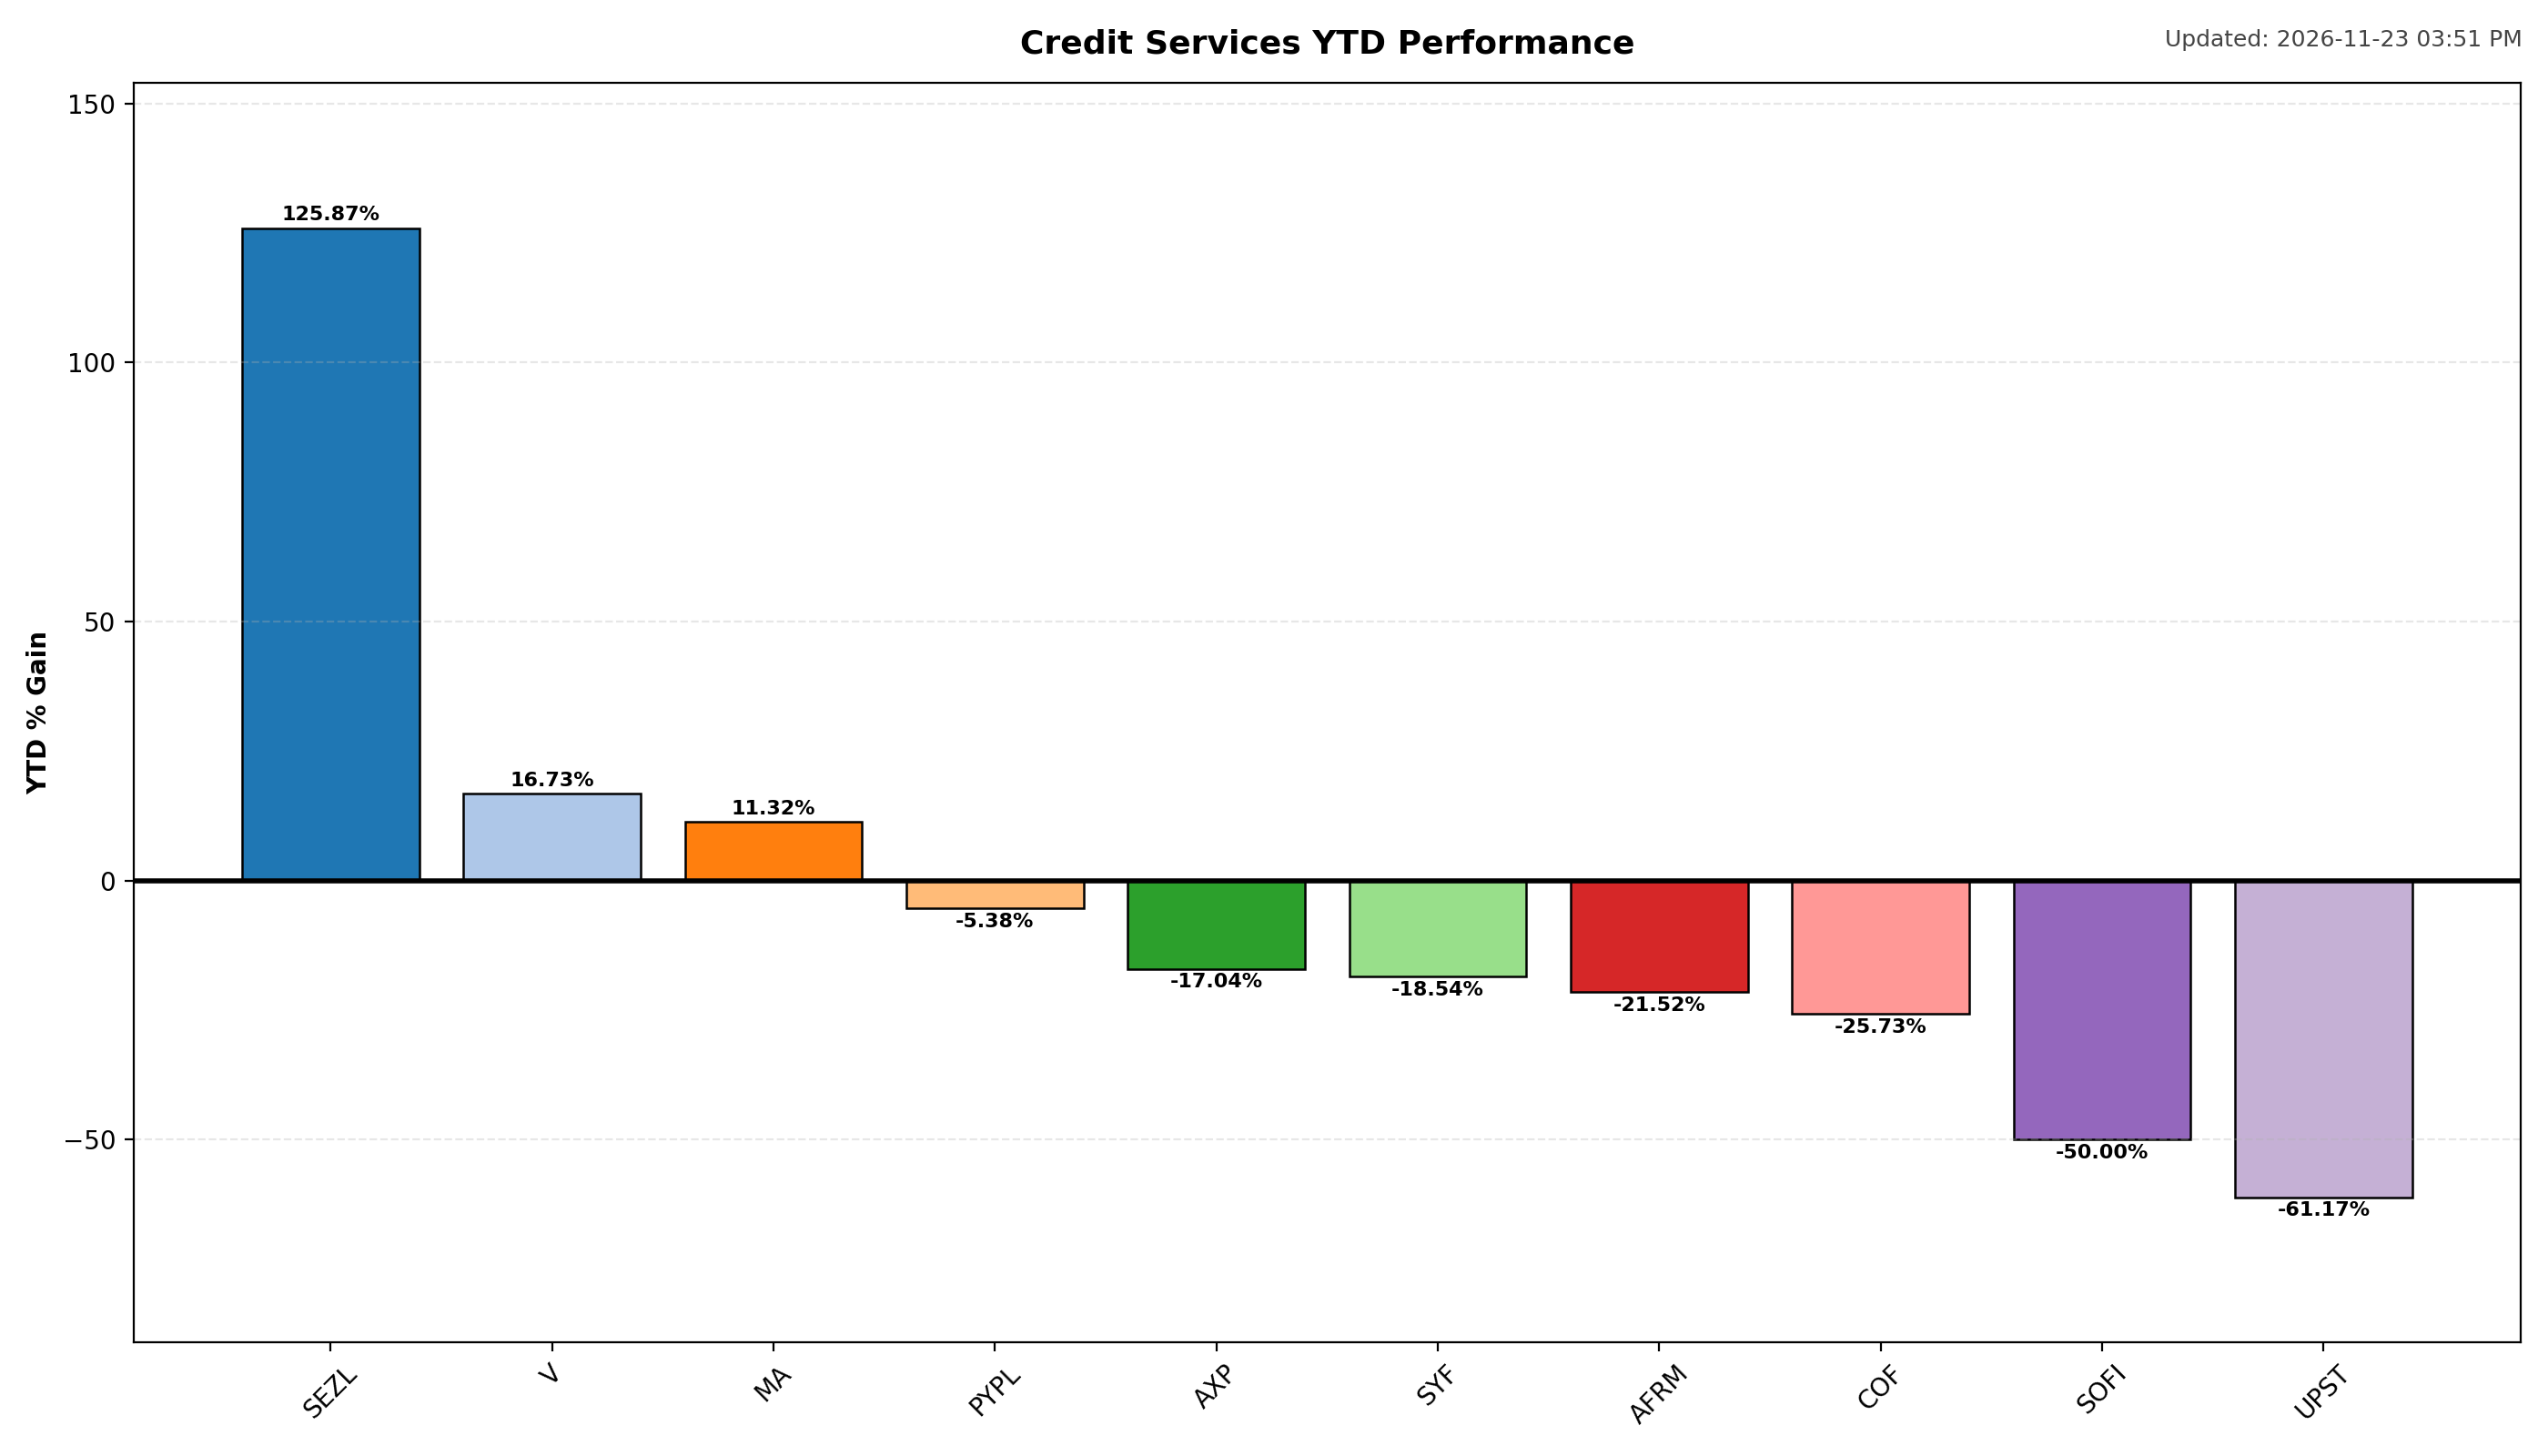 Credit Services YTD Performance
Updated: 2026-11-23 03:51 PM
YTD % Gain
150
100
50
0
−50
125.87%
16.73%
11.32%
-5.38%
-17.04%
-18.54%
-21.52%
-25.73%
-50.00%
-61.17%
SEZL
V
MA
PYPL
AXP
SYF
AFRM
COF
SOFI
UPST